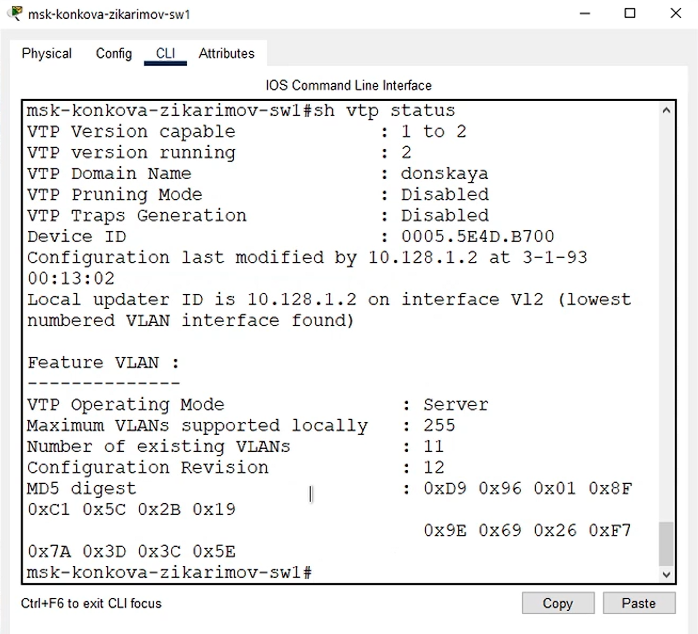 msk-konkova-zikarimov-sw1
Physical Config CLI Attributes
IOS Command Line Interface
msk-konkova-zikarimov-sw1#sh vtp status
VTP Version capable : 1 to 2
VTP version running : 2
VTP Domain Name : donskaya
VTP Pruning Mode : Disabled
VTP Traps Generation : Disabled
Device ID : 0005.5E4D.B700
Configuration last modified by 10.128.1.2 at 3-1-93
00:13:02
Local updater ID is 10.128.1.2 on interface Vl2 (lowest
numbered VLAN interface found)
Feature VLAN :
--------------
VTP Operating Mode : Server
Maximum VLANs supported locally : 255
Number of existing VLANs : 11
Configuration Revision : 12
MD5 digest : 0xD9 0x96 0x01 0x8F
0xC1 0x5C 0x2B 0x19
0x9E 0x69 0x26 0xF7
0x7A 0x3D 0x3C 0x5E
msk-konkova-zikarimov-sw1#
Ctrl+F6 to exit CLI focus
Copy Paste